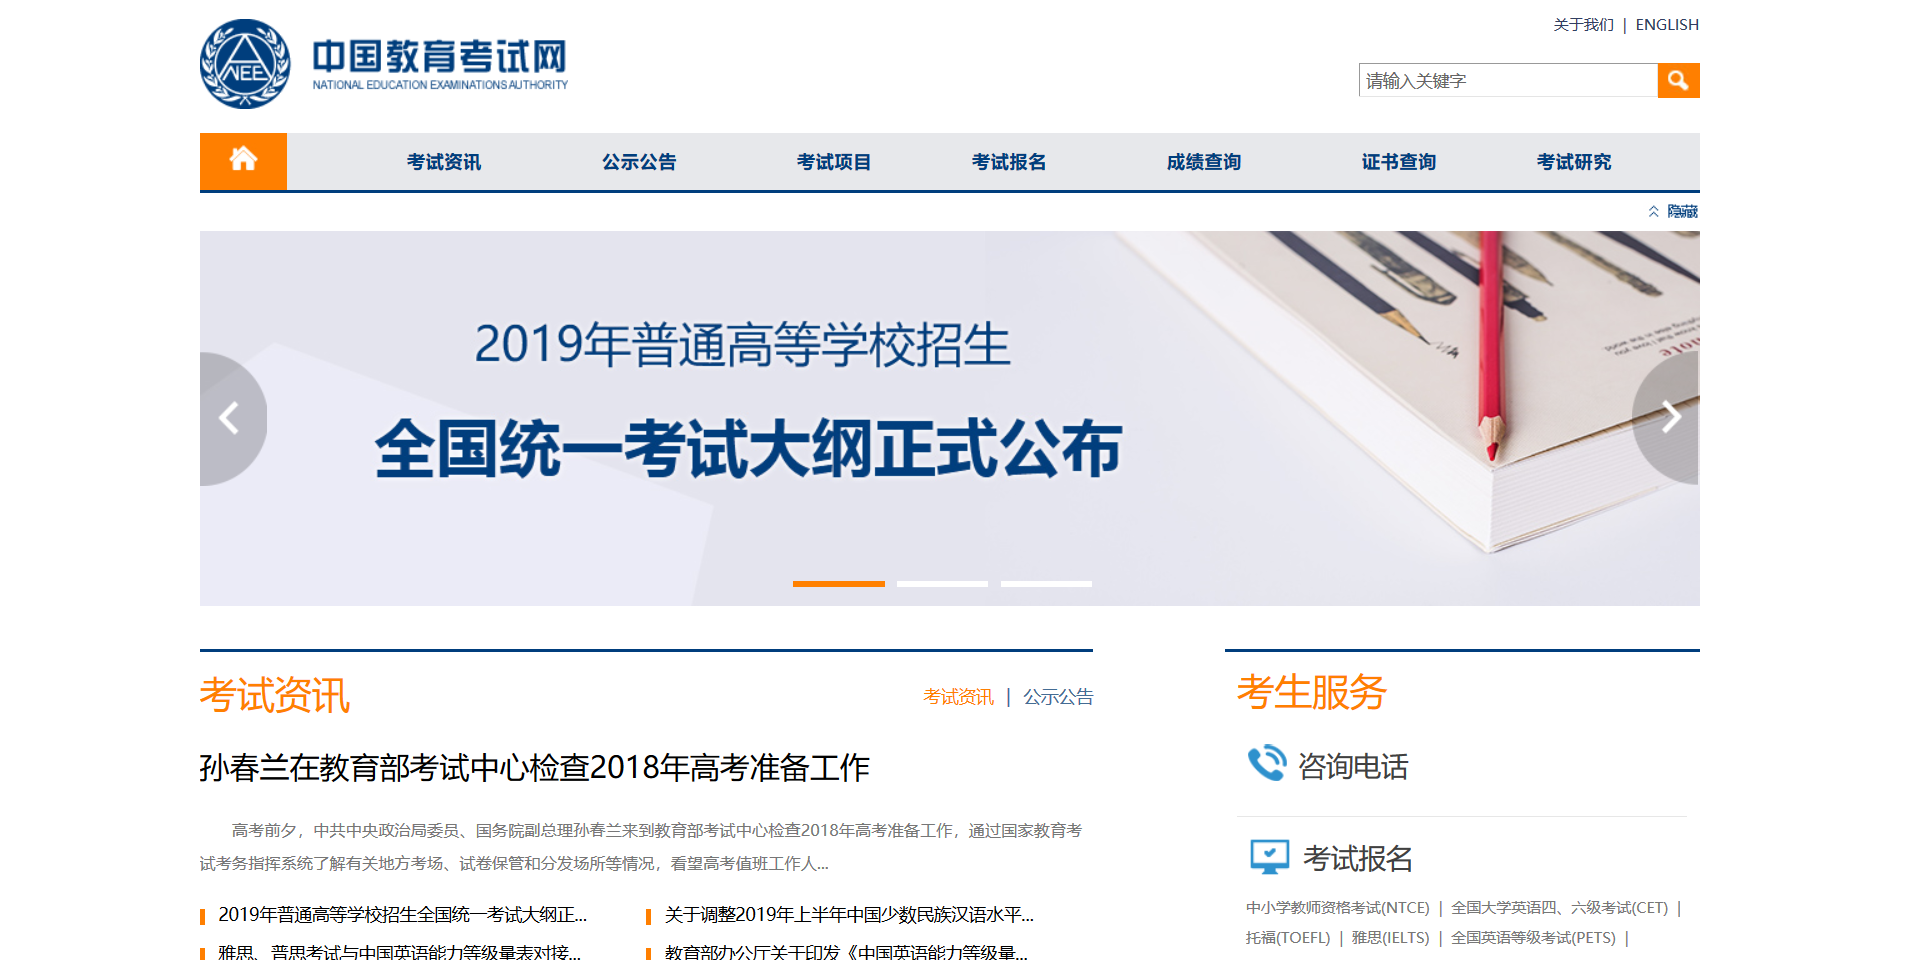 关于我们 | ENGLISH
NEEA
中国教育考试网
NATIONAL EDUCATION EXAMINATIONS AUTHORITY
请输入关键字
考试资讯 公示公告 考试项目 考试报名 成绩查询 证书查询 考试研究
隐藏
2019年普通高等学校招生
全国统一考试大纲正式公布
考试资讯
考试资讯 | 公示公告
孙春兰在教育部考试中心检查2018年高考准备工作
高考前夕，中共中央政治局委员、国务院副总理孙春兰来到教育部考试中心检查2018年高考准备工作，通过国家教育考
试考务指挥系统了解有关地方考场、试卷保管和分发场所等情况，看望高考值班工作人...
2019年普通高等学校招生全国统一考试大纲正... 关于调整2019年上半年中国少数民族汉语水平...
雅思、普思考试与中国英语能力等级量表对接... 教育部办公厅关于印发《中国英语能力等级量...
考生服务
咨询电话
考试报名
中小学教师资格考试(NTCE) | 全国大学英语四、六级考试(CET) |
托福(TOEFL) | 雅思(IELTS) | 全国英语等级考试(PETS) |